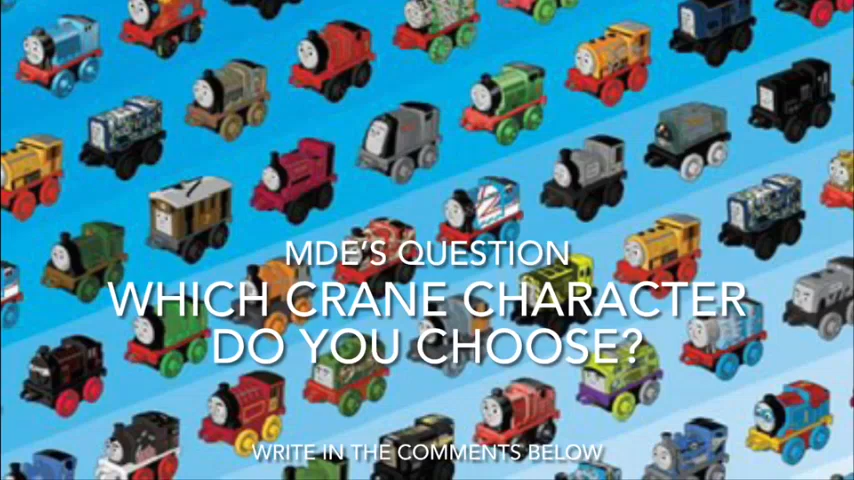 MDE'S QUESTION
WHICH CRANE CHARACTER
DO YOU CHOOSE?
WRITE IN THE COMMENTS BELOW